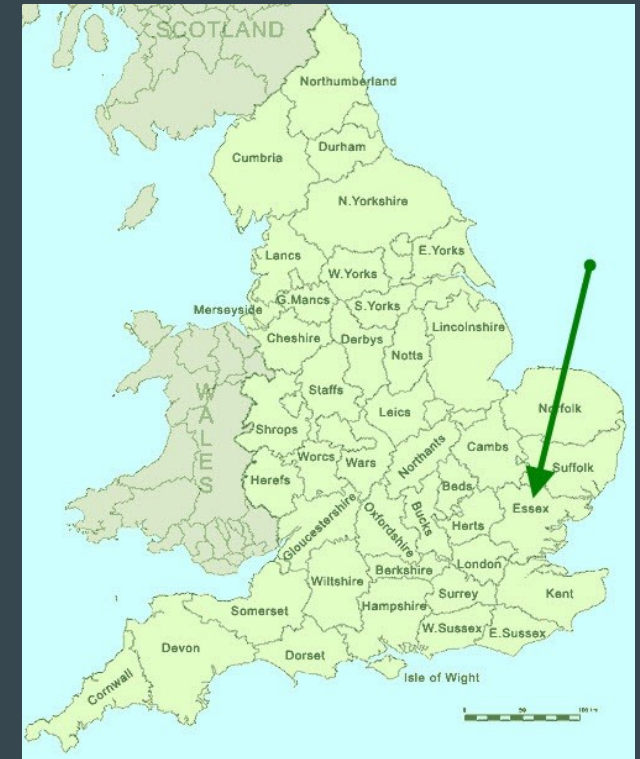 SCOTLAND
Northumberland
Cumbria
Durham
N.Yorkshire
Lancs
W.Yorks
E.Yorks
Merseyside
G.Mancs
S.Yorks
Cheshire
Derbys
Notts
Lincolnshire
WALES
Staffs
Shrops
Leics
Norfolk
Worcs
Wars
Northants
Cambs
Suffolk
Herefs
Beds
Essex
Gloucestershire
Oxfordshire
Bucks
Herts
London
Berkshire
Wiltshire
Surrey
Kent
Somerset
Hampshire
W.Sussex
E.Sussex
Devon
Dorset
Cornwall
Isle of Wight